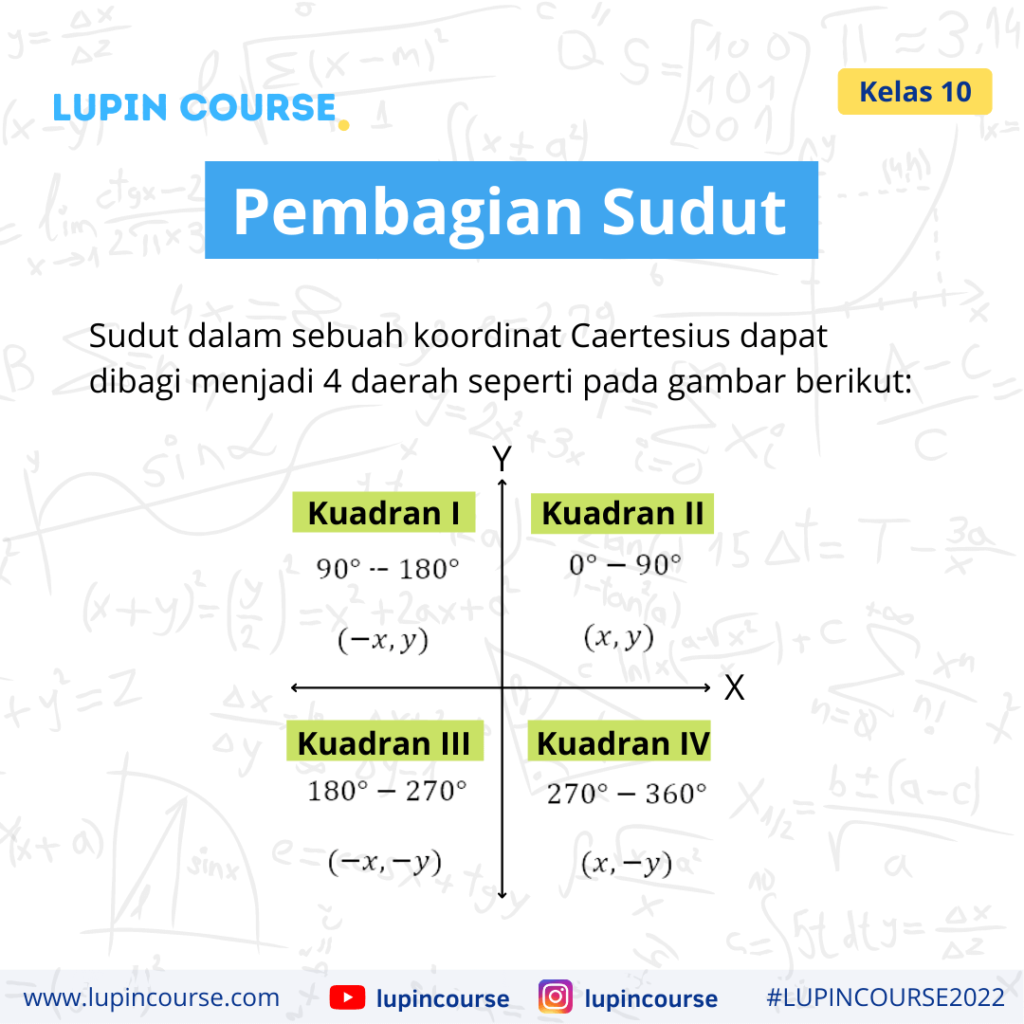 LUPIN COURSE.
Kelas 10
Pembagian Sudut
Sudut dalam sebuah koordinat Caertesius dapat
dibagi menjadi 4 daerah seperti pada gambar berikut:
Y
Kuadran I
90° -- 180°
(−x, y)
Kuadran II
0° − 90°
(x, y)
X
Kuadran III
180° − 270°
(−x, −y)
Kuadran IV
270° − 360°
(x, −y)
www.lupincourse.com
lupincourse
lupincourse
#LUPINCOURSE2022